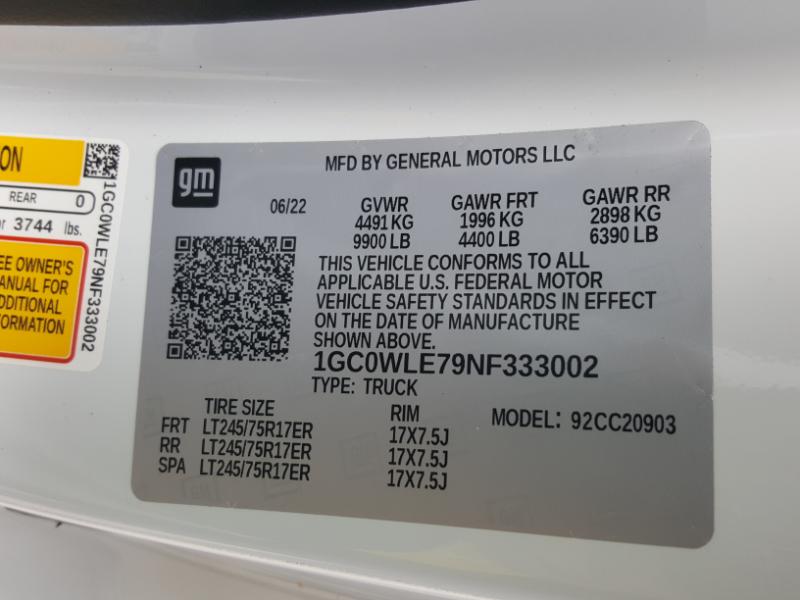 ON
REAR 0
3744 lbs.
EE OWNER'S
ANUAL FOR
DDITIONAL
FORMATION
1GC0WLE79NF333002
gm
MFD BY GENERAL MOTORS LLC
06/22 GVWR GAWR FRT GAWR RR
4491 KG 1996 KG 2898 KG
9900 LB 4400 LB 6390 LB
THIS VEHICLE CONFORMS TO ALL
APPLICABLE U.S. FEDERAL MOTOR
VEHICLE SAFETY STANDARDS IN EFFECT
ON THE DATE OF MANUFACTURE
SHOWN ABOVE.
1GC0WLE79NF333002
TYPE: TRUCK
TIRE SIZE RIM MODEL: 92CC20903
FRT LT245/75R17ER 17X7.5J
RR LT245/75R17ER 17X7.5J
SPA LT245/75R17ER 17X7.5J